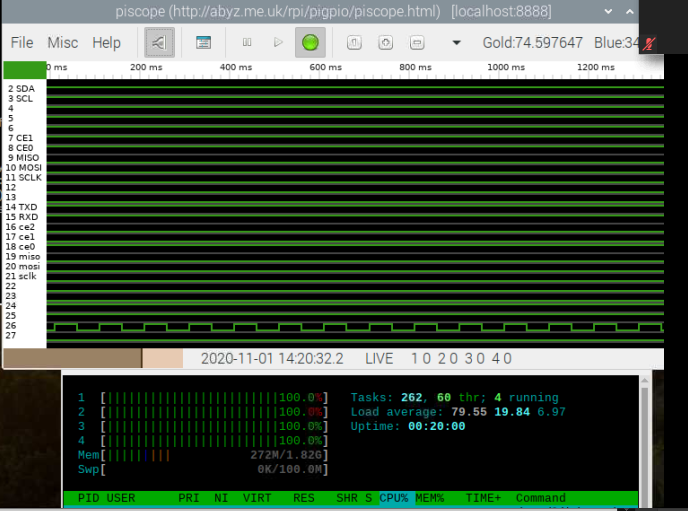 piscope (http://abyz.me.uk/rpi/pigpio/piscope.html) [localhost:8888]
File Misc Help Gold:74.597647 Blue:34
0 ms 200 ms 400 ms 600 ms 800 ms 1000 ms 1200 ms
2 SDA
3 SCL
4
5
6
7 CE1
8 CE0
9 MISO
10 MOSI
11 SCLK
12
13
14 TXD
15 RXD
16 ce2
17 ce1
18 ce0
19 miso
20 mosi
21 sclk
22
23
24
25
26
27
2020-11-01 14:20:32.2 LIVE 1 0 2 0 3 0 4 0
1 [||||||||||||||||||||||||||100.0%] Tasks: 262, 60 thr; 4 running
2 [||||||||||||||||||||||||||100.0%] Load average: 79.55 19.84 6.97
3 [||||||||||||||||||||||||||100.0%] Uptime: 00:20:00
4 [||||||||||||||||||||||||||100.0%]
Mem[|||||||||| 272M/1.82G]
Swp[ 0K/100.0M]
PID USER PRI NI VIRT RES SHR S CPU% MEM% TIME+ Command